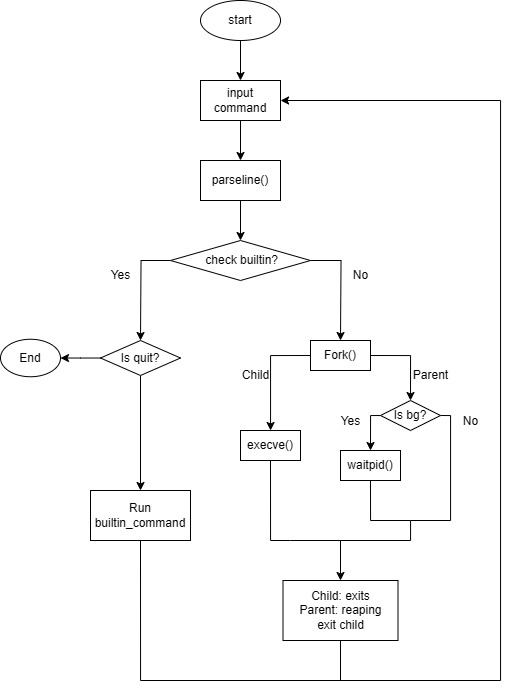 start
input
command
parseline()
check builtin?
Yes
No
End
Is quit?
Fork()
Child
Parent
Is bg?
Yes
No
execve()
waitpid()
Run
builtin_command
Child: exits
Parent: reaping
exit child